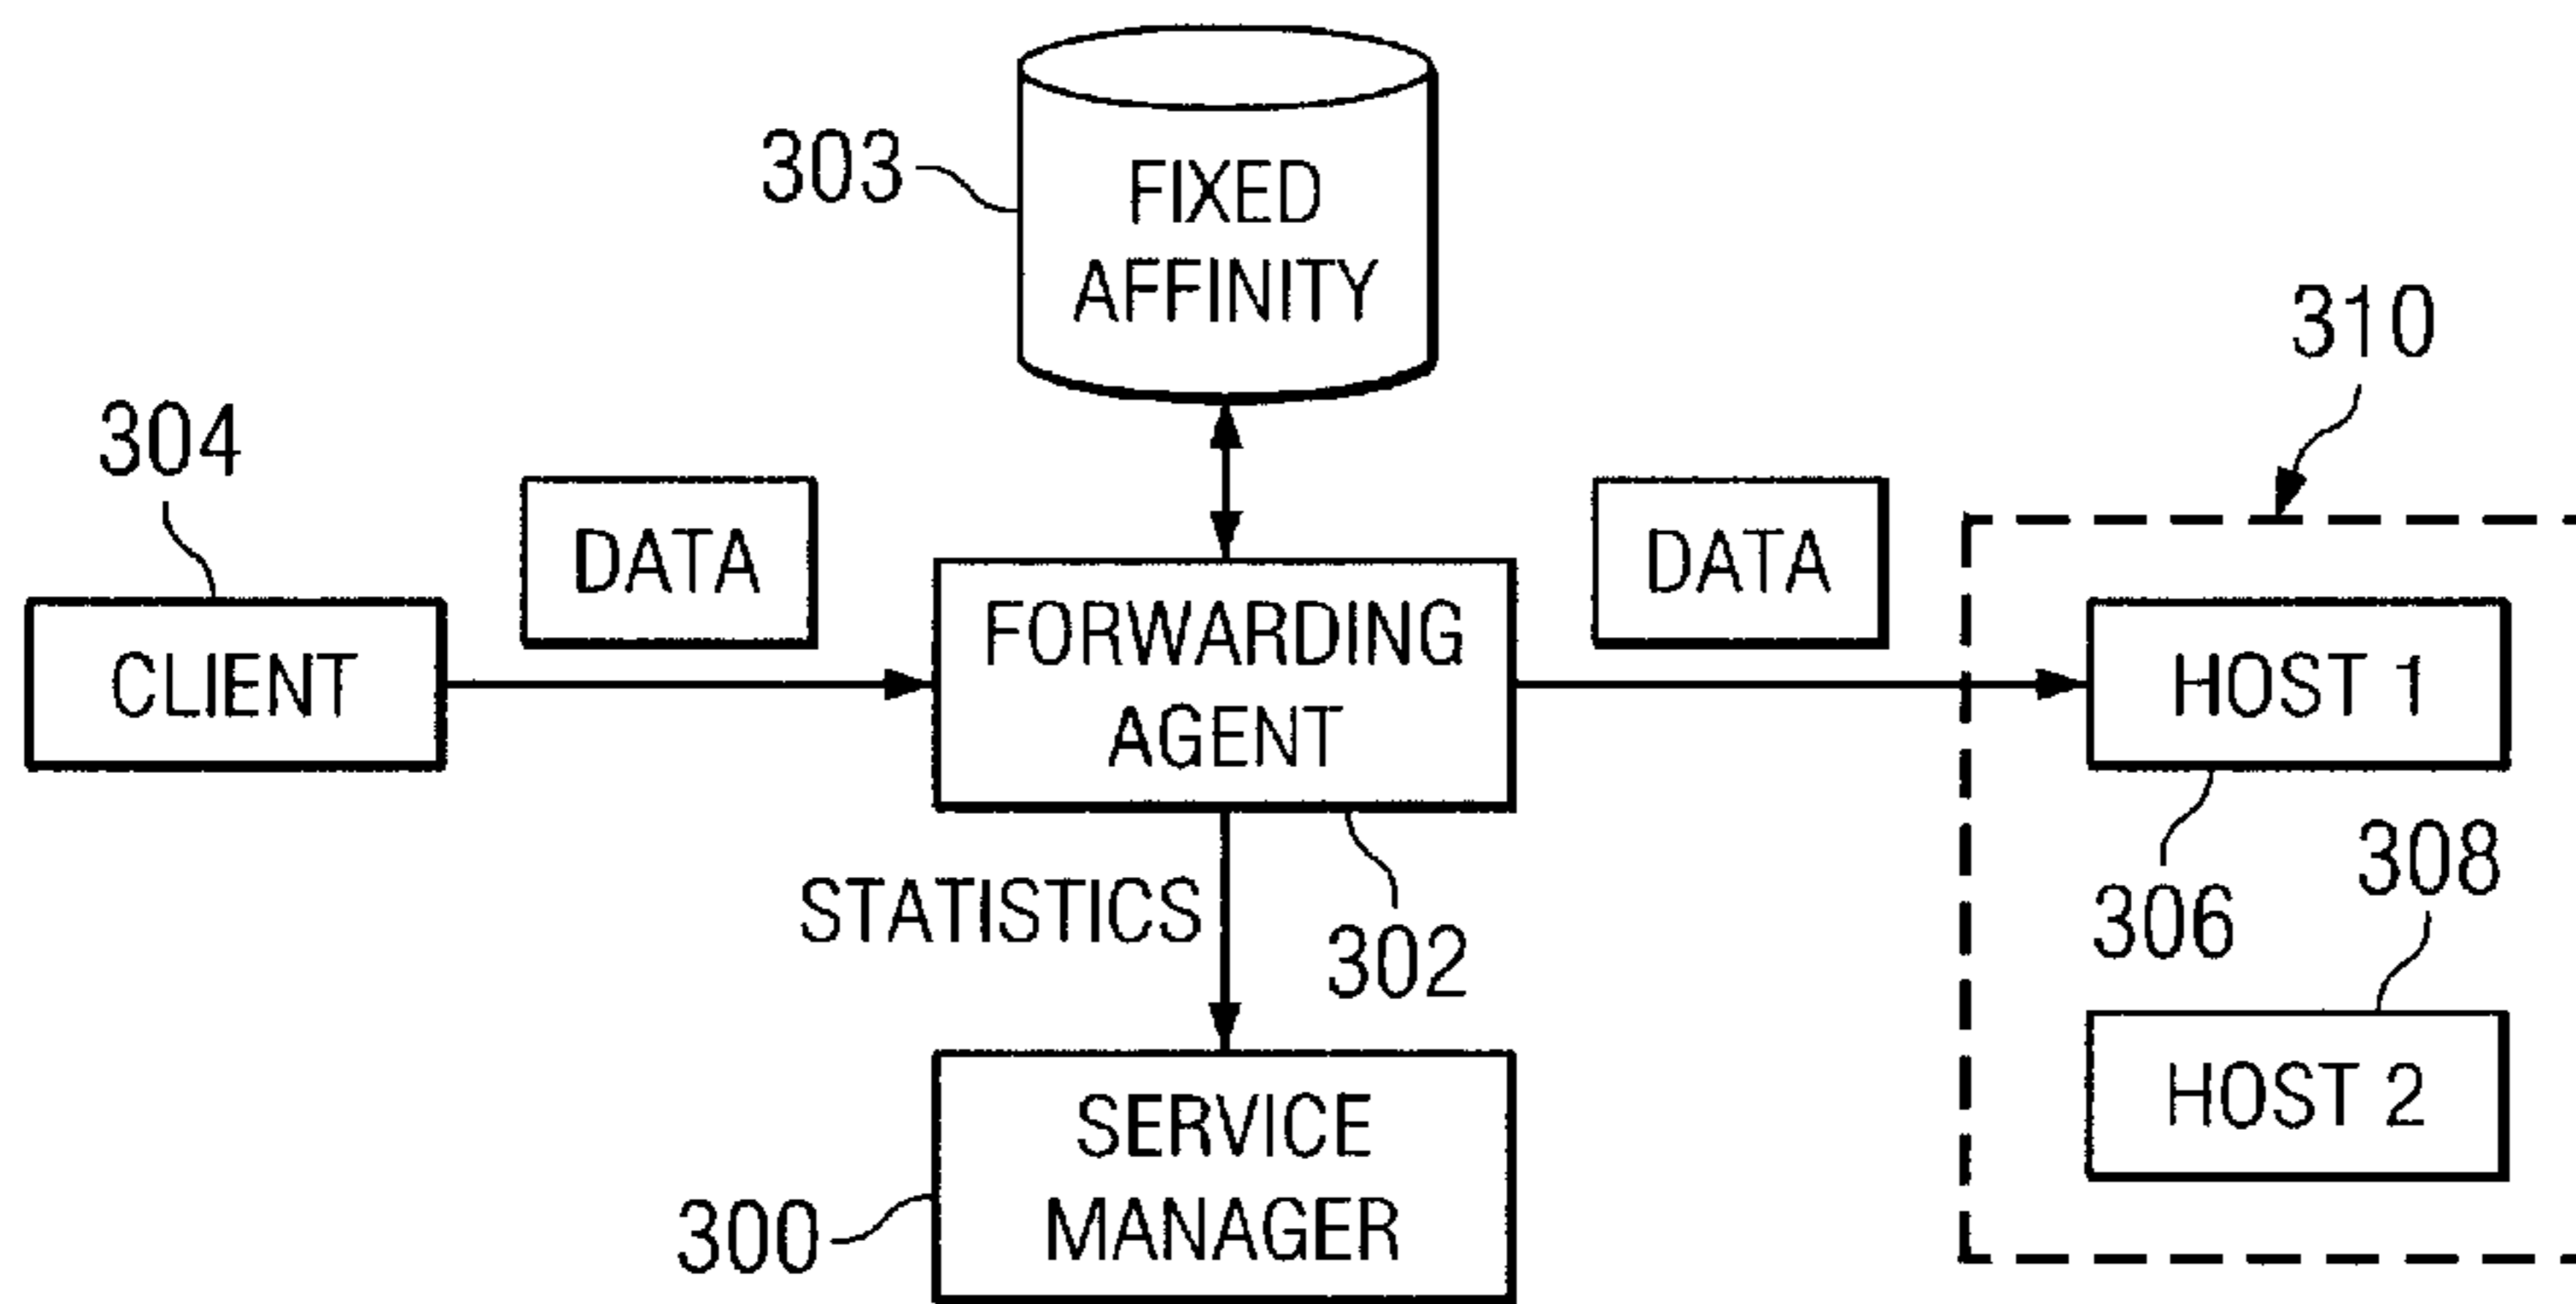 303
FIXED
AFFINITY
310
304
DATA
DATA
CLIENT
FORWARDING
AGENT
HOST 1
STATISTICS
302
306
308
SERVICE
MANAGER
300
HOST 2